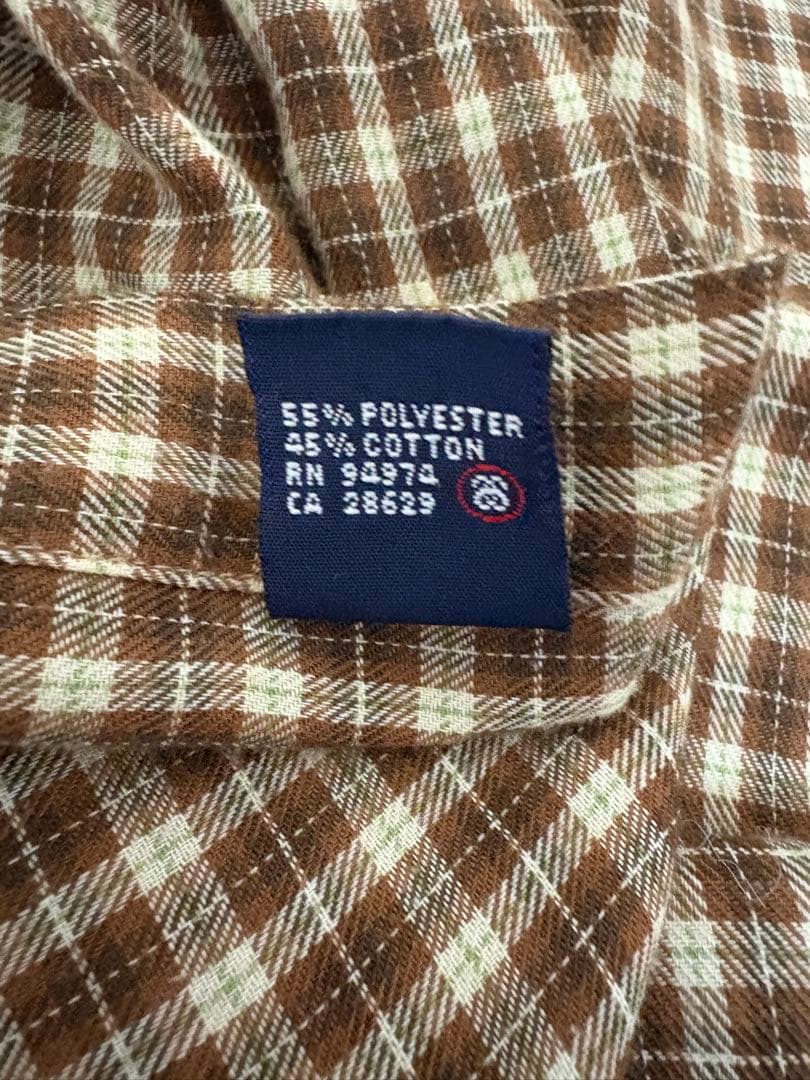 55% POLYESTER
45% COTTON
RN 94974
CA 28629